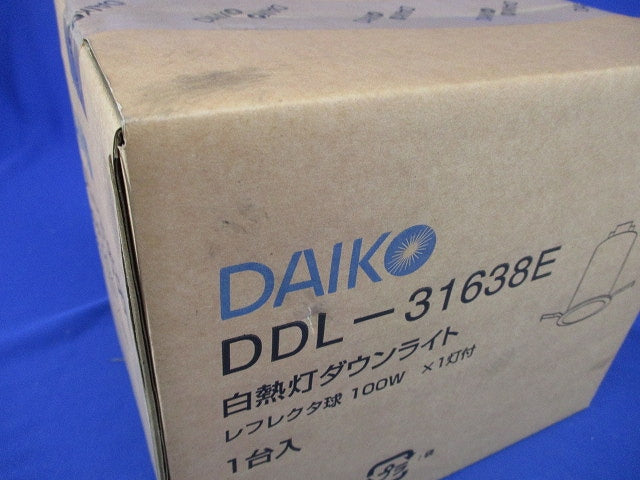 DAIKO
DDL-31638E
白熱灯ダウンライト
レフレクタ球 100W ×1灯付
1台入